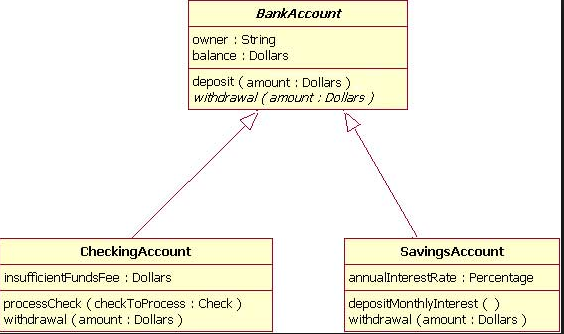 BankAccount
owner : String
balance : Dollars
deposit ( amount : Dollars )
withdrawal ( amount : Dollars )
CheckingAccount
insufficientFundsFee : Dollars
processCheck ( checkToProcess : Check )
withdrawal ( amount : Dollars )
SavingsAccount
annualInterestRate : Percentage
depositMonthlyInterest ( )
withdrawal ( amount : Dollars )